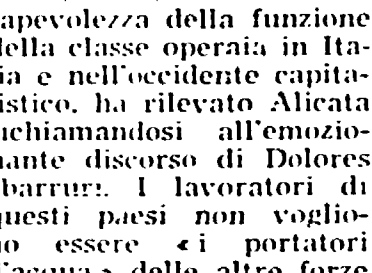 apevolezza della funzione
della classe operaia in Ita-
ia e nell'occidente capita-
istico, ha rilevato Alicata
ichiamandosi all'emozio-
nante discorso di Dolores
barruri. I lavoratori di
questi paesi non voglio-
no essere « i portatori
l'acqua » delle altre forze